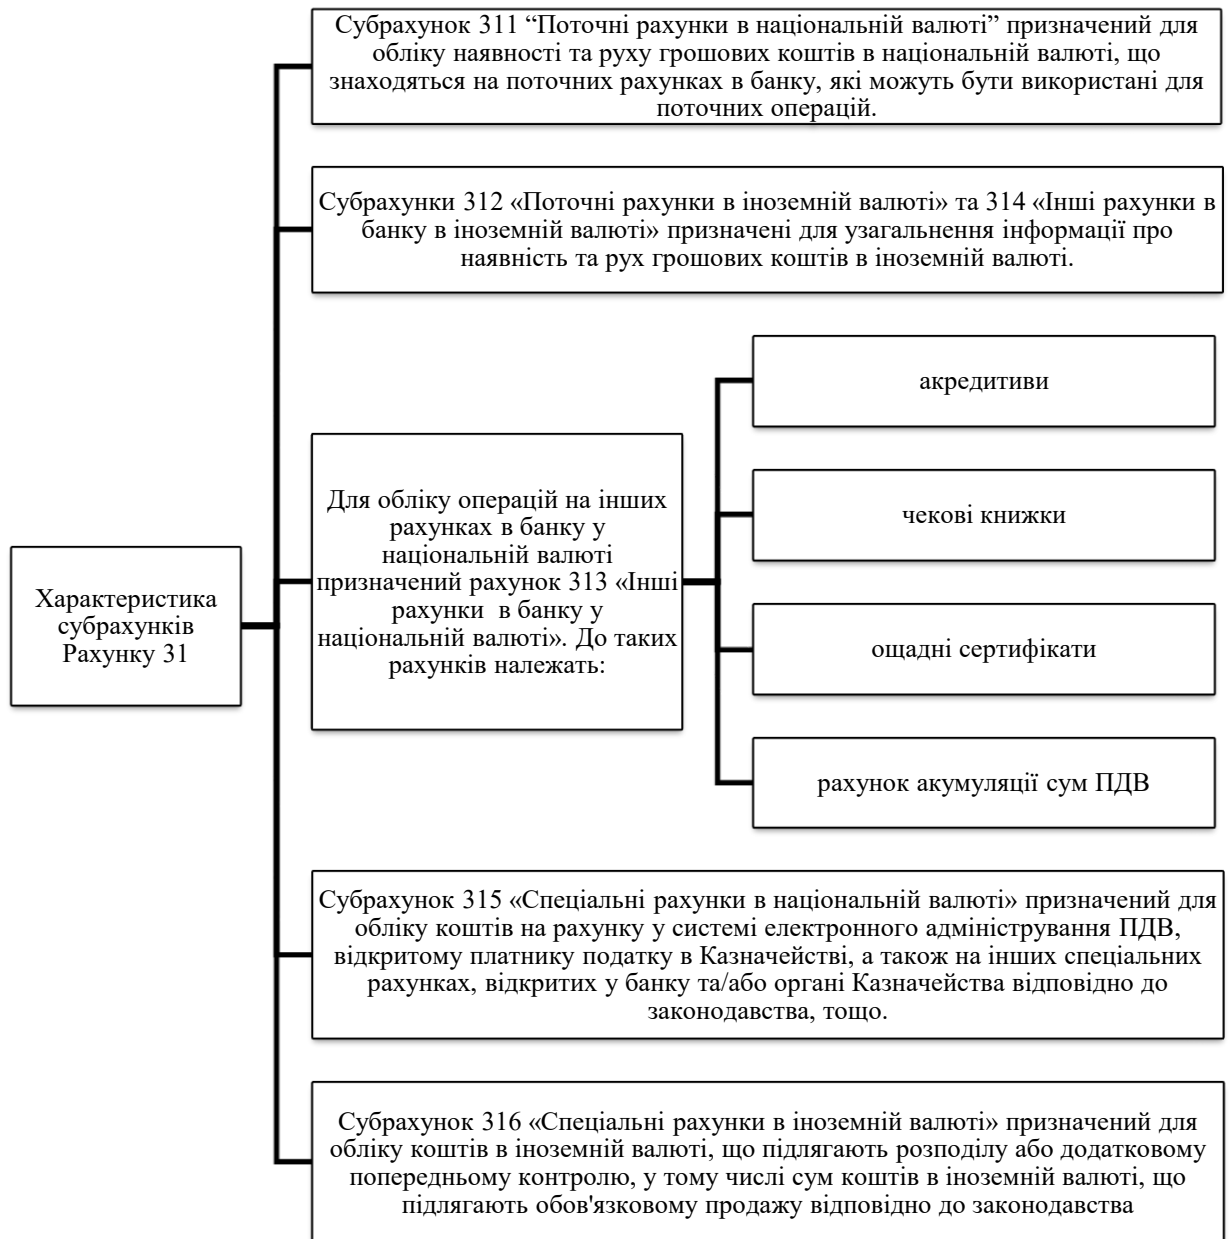 Субрахунок 311 “Поточні рахунки в національній валюті” призначений для
обліку наявності та руху грошових коштів в національній валюті, що
знаходяться на поточних рахунках в банку, які можуть бути використані для
поточних операцій.
Субрахунки 312 «Поточні рахунки в іноземній валюті» та 314 «Інші рахунки в
банку в іноземній валюті» призначені для узагальнення інформації про
наявність та рух грошових коштів в іноземній валюті.
Характеристика
субрахунків
Рахунку 31
Для обліку операцій на інших
рахунках в банку у
національній валюті
призначений рахунок 313 «Інші
рахунки в банку у
національній валюті». До таких
рахунків належать:
акредитиви
чекові книжки
ощадні сертифікати
рахунок акумуляції сум ПДВ
Субрахунок 315 «Спеціальні рахунки в національній валюті» призначений для
обліку коштів на рахунку у системі електронного адміністрування ПДВ,
відкритому платнику податку в Казначействі, а також на інших спеціальних
рахунках, відкритих у банку та/або органі Казначейства відповідно до
законодавства, тощо.
Субрахунок 316 «Спеціальні рахунки в іноземній валюті» призначений для
обліку коштів в іноземній валюті, що підлягають розподілу або додатковому
попередньому контролю, у тому числі сум коштів в іноземній валюті, що
підлягають обов'язковому продажу відповідно до законодавства